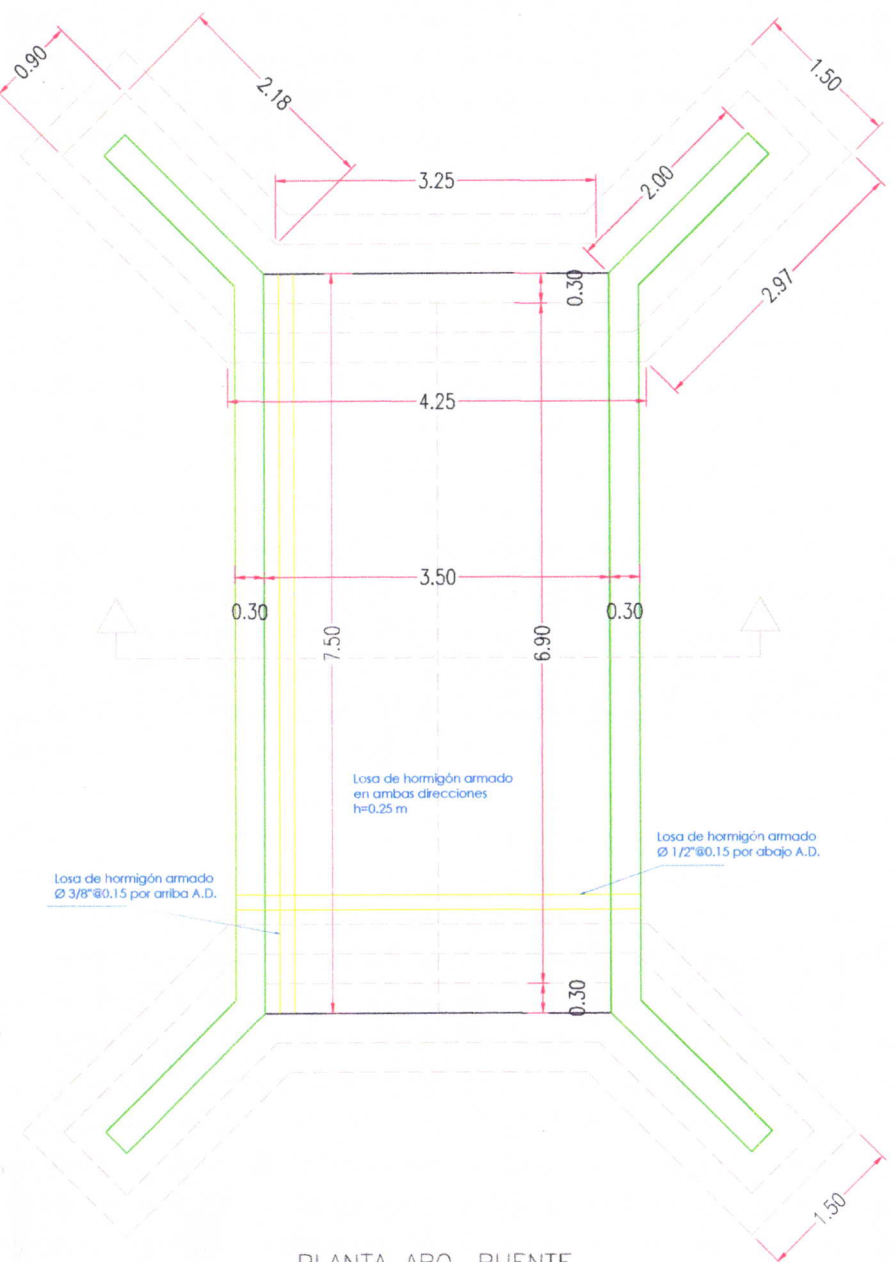 0.90
2.18
1.50
3.25
2.00
0.30
2.97
4.25
3.50
0.30
0.30
7.50
6.90
Losa de hormigón armado
en ambas direcciones
h=0.25 m
Losa de hormigón armado
Ø 1/2"@0.15 por abajo A.D.
Losa de hormigón armado
Ø 3/8"@0.15 por arriba A.D.
0.30
1.50
PLANTA ARQ. PUENTE